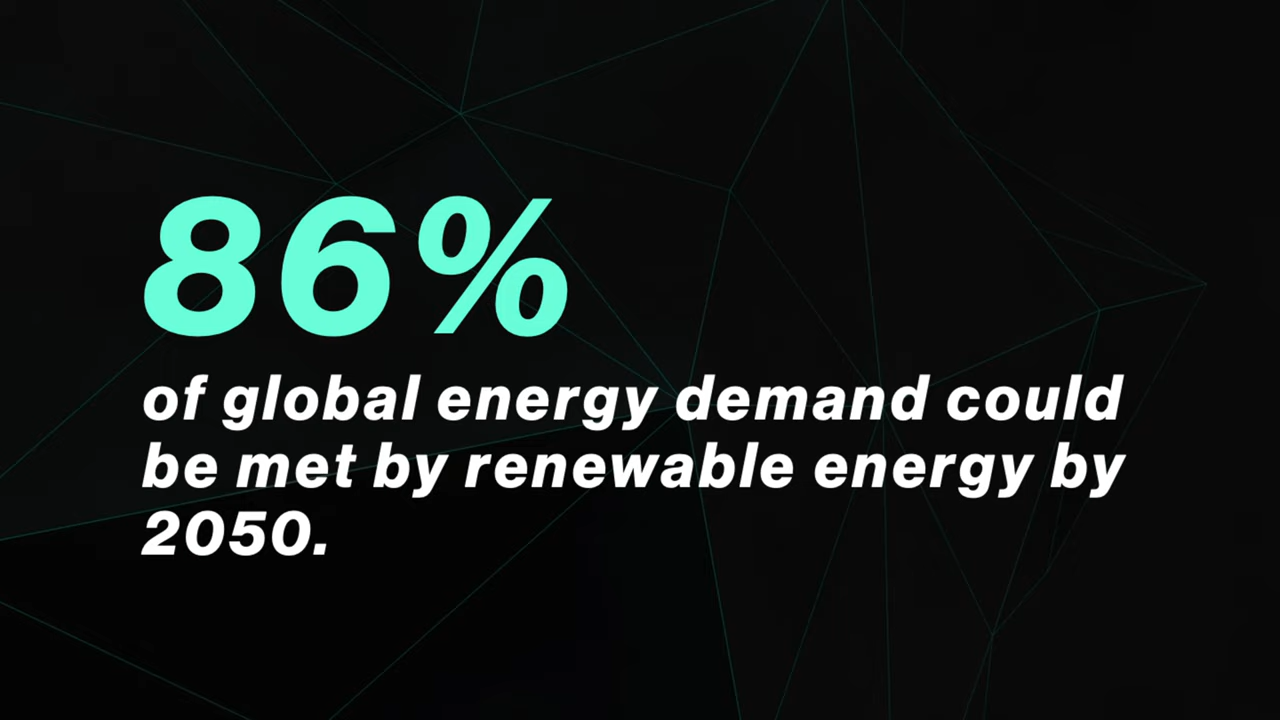 86%
of global energy demand could
be met by renewable energy by
2050.